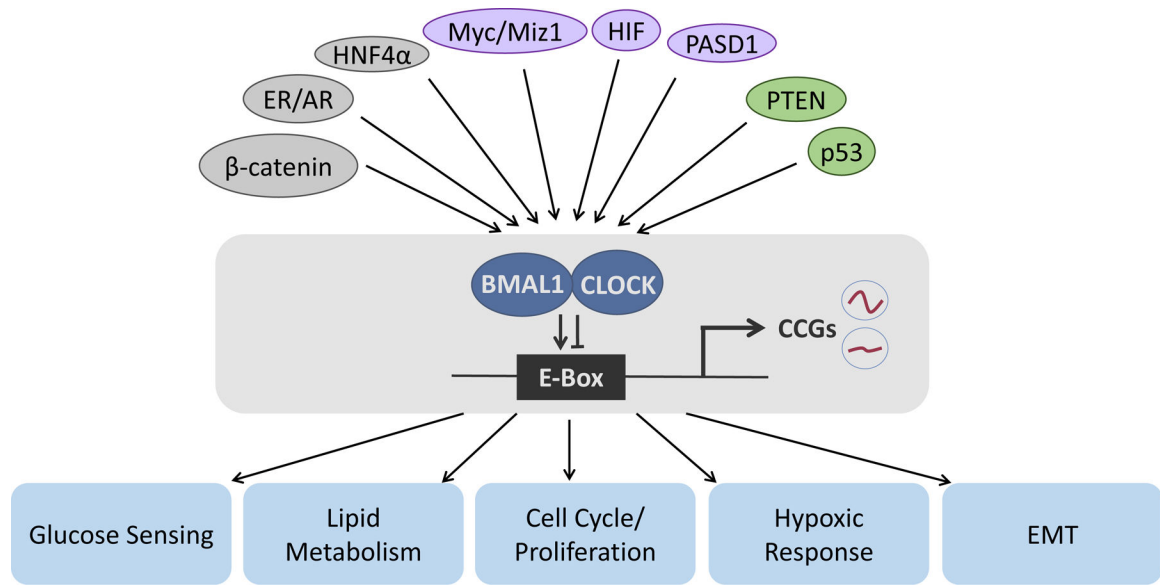 Myc/Miz1
HIF
PASD1
HNF4α
ER/AR
PTEN
β-catenin
p53
BMAL1
CLOCK
CCGs
E-Box
Glucose Sensing
Lipid
Metabolism
Cell Cycle/
Proliferation
Hypoxic
Response
EMT